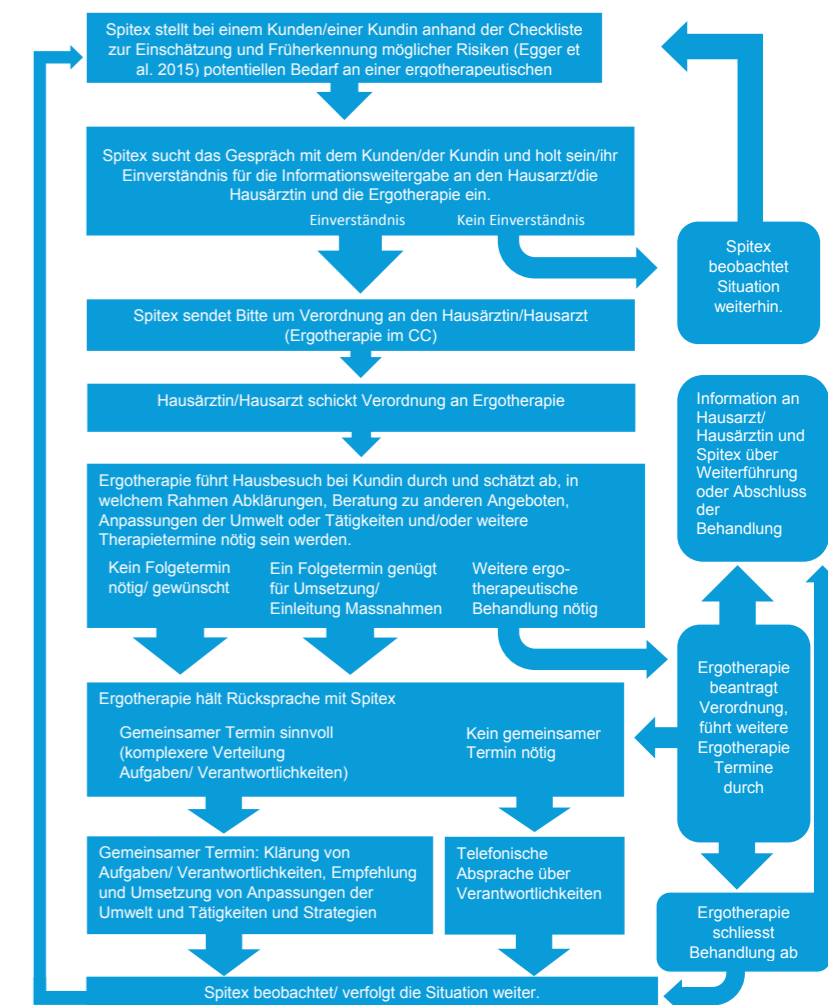 Spitex stellt bei einem Kunden/einer Kundin anhand der Checkliste
zur Einschätzung und Früherkennung möglicher Risiken (Egger et
al. 2015) potentiellen Bedarf an einer ergotherapeutischen
Spitex sucht das Gespräch mit dem Kunden/der Kundin und holt sein/ihr
Einverständnis für die Informationsweitergabe an den Hausarzt/die
Hausärztin und die Ergotherapie ein.
Einverständnis
Kein Einverständnis
Spitex
beobachtet
Situation
weiterhin.
Spitex sendet Bitte um Verordnung an den Hausärztin/Hausarzt
(Ergotherapie im CC)
Hausärztin/Hausarzt schickt Verordnung an Ergotherapie
Information an
Hausarzt/
Hausärztin und
Spitex über
Weiterführung
oder Abschluss
der
Behandlung
Ergotherapie führt Hausbesuch bei Kundin durch und schätzt ab, in
welchem Rahmen Abklärungen, Beratung zu anderen Angeboten,
Anpassungen der Umwelt oder Tätigkeiten und/oder weitere
Therapietermine nötig sein werden.
Kein Folgetermin
nötig/ gewünscht
Ein Folgetermin genügt
für Umsetzung/
Einleitung Massnahmen
Weitere ergo-
therapeutische
Behandlung nötig
Ergotherapie
beantragt
Verordnung,
führt weitere
Ergotherapie
Termine
durch
Ergotherapie hält Rücksprache mit Spitex
Gemeinsamer Termin sinnvoll
(komplexere Verteilung
Aufgaben/ Verantwortlichkeiten)
Kein gemeinsamer
Termin nötig
Gemeinsamer Termin: Klärung von
Aufgaben/ Verantwortlichkeiten, Empfehlung
und Umsetzung von Anpassungen der
Umwelt und Tätigkeiten und Strategien
Telefonische
Absprache über
Verantwortlichkeiten
Ergotherapie
schliesst
Behandlung ab
Spitex beobachtet/ verfolgt die Situation weiter.